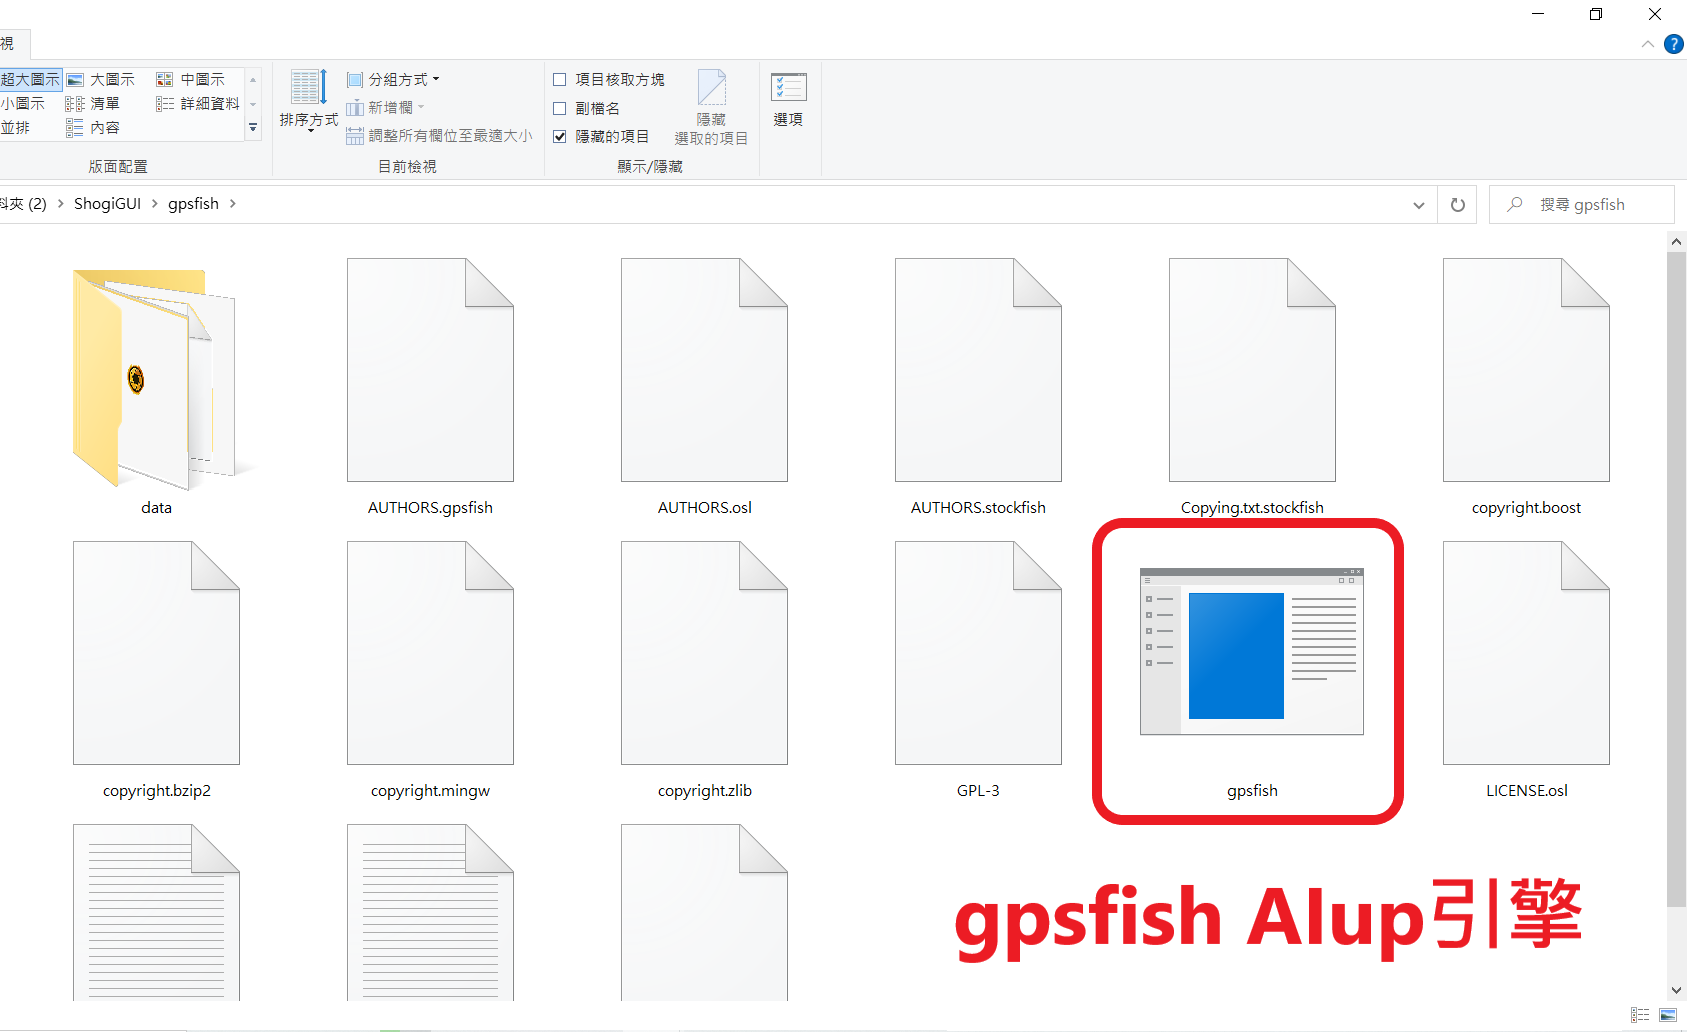 視
超大圖示 大圖示 中圖示
小圖示 清單 詳細資料
並排 內容
版面配置
排序方式
分組方式
新增欄
調整所有欄位至最適大小
目前檢視
項目核取方塊
副檔名
隱藏的項目
隱藏
選取的項目
顯示/隱藏
選項
料夾 (2) ShogiGUI gpsfish
搜尋 gpsfish
data AUTHORS.gpsfish AUTHORS.osl AUTHORS.stockfish Copying.txt.stockfish copyright.boost
copyright.bzip2 copyright.mingw copyright.zlib GPL-3 gpsfish LICENSE.osl
gpsfish AIup引擎